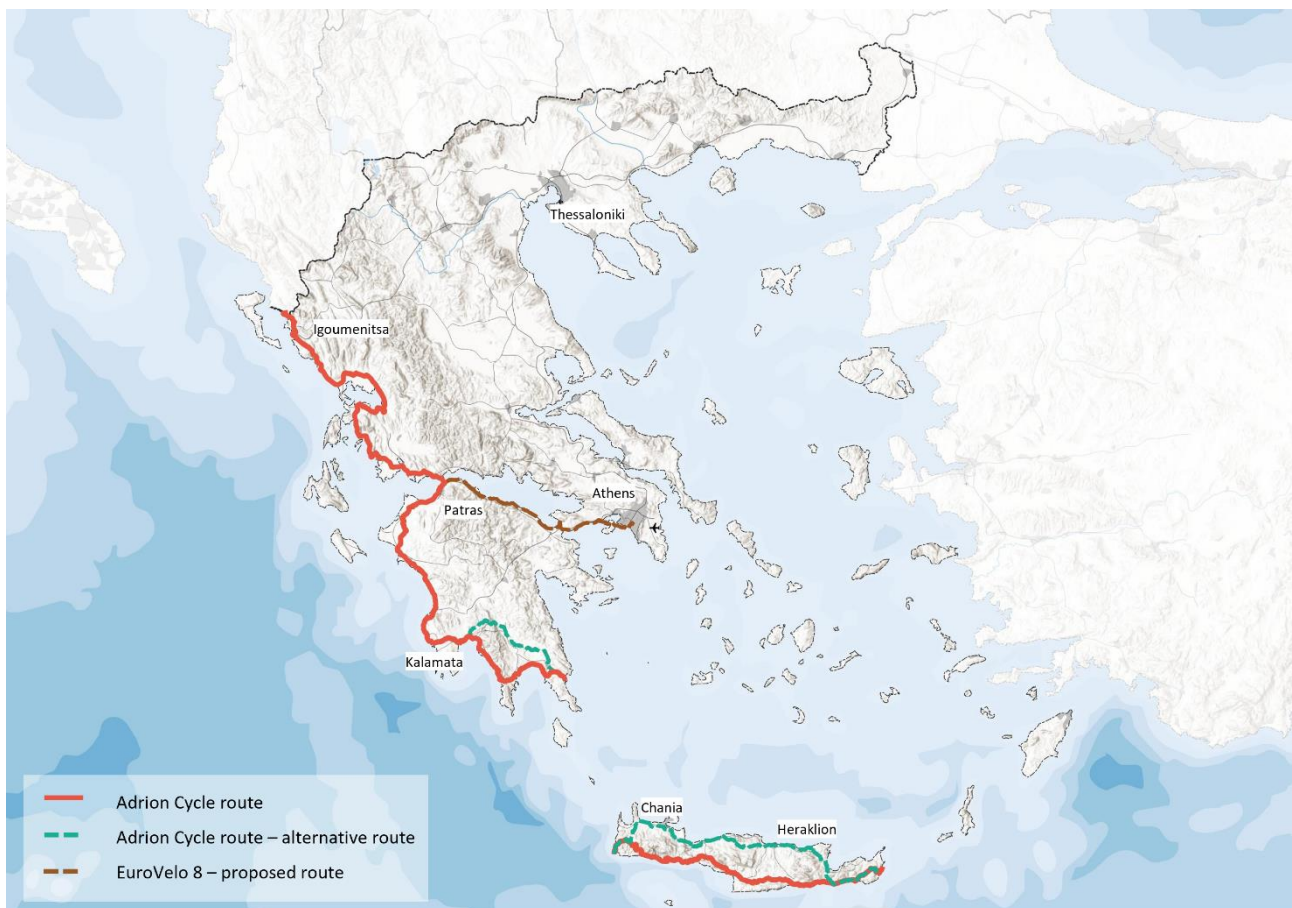 Thessaloniki
Igoumenitsa
Athens
Patras
Kalamata
Chania
Heraklion
Adrion Cycle route
Adrion Cycle route – alternative route
EuroVelo 8 – proposed route